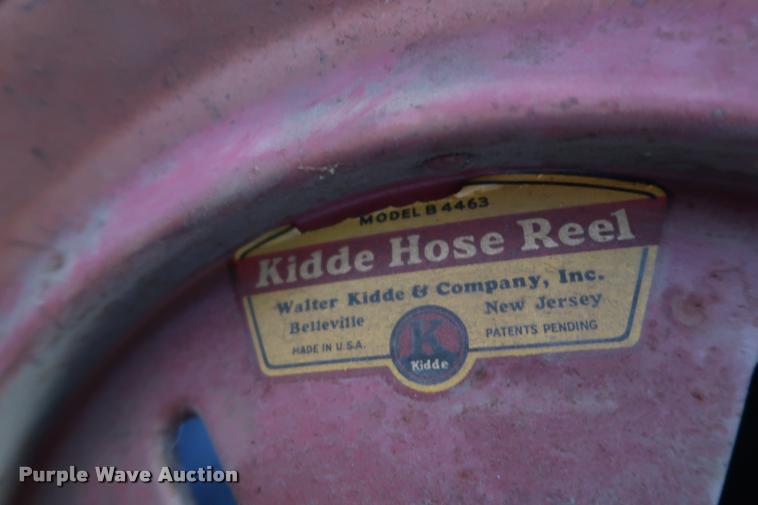 MODEL B 4463
Kidde Hose Reel
Walter Kidde & Company, Inc.
Belleville New Jersey
MADE IN U.S.A. PATENTS PENDING
K
Kidde
Purple Wave Auction